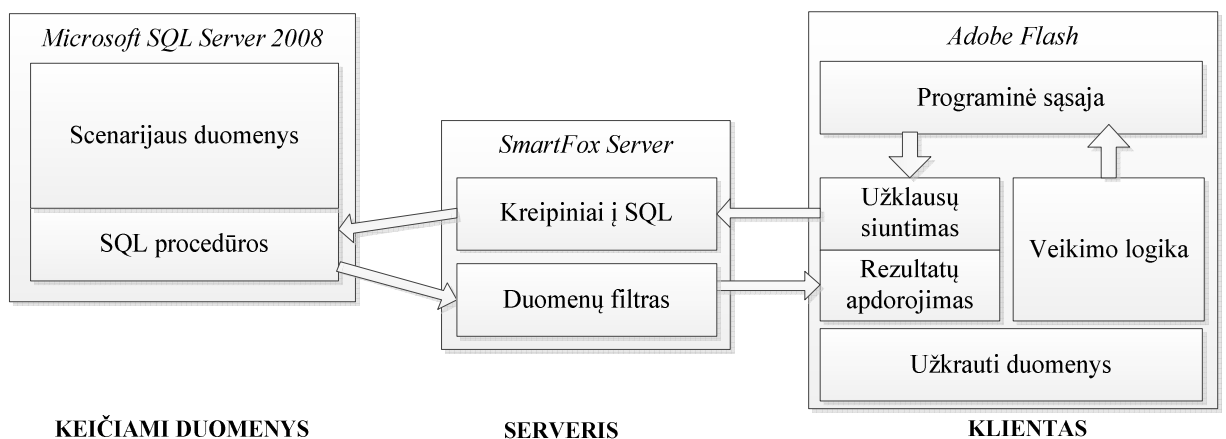 Microsoft SQL Server 2008
Scenarijaus duomenys
SQL procedūros
KEIČIAMI DUOMENYS
SmartFox Server
Kreipiniai į SQL
Duomenų filtras
SERVERIS
Adobe Flash
Programinė sąsaja
Užklausų
siuntimas
Rezultatų
apdorojimas
Veikimo logika
Užkrauti duomenys
KLIENTAS